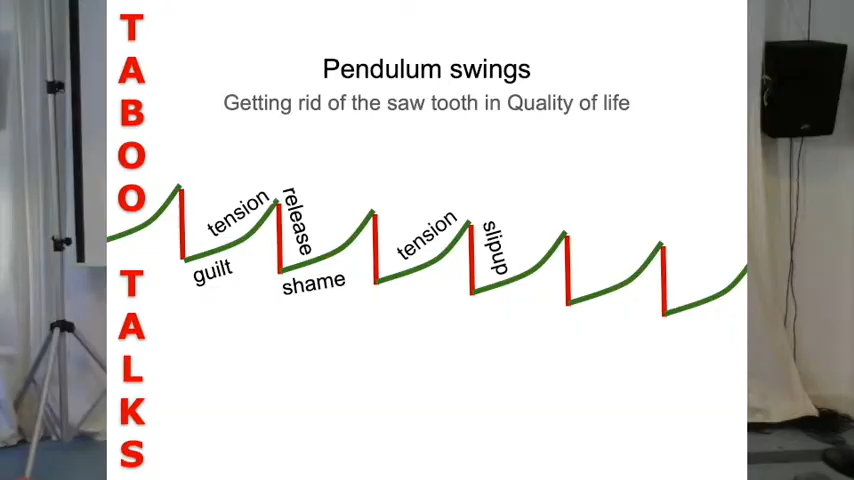 TABOO
TALKS
Pendulum swings
Getting rid of the saw tooth in Quality of life
tension
release
guilt
shame
tension
slipup